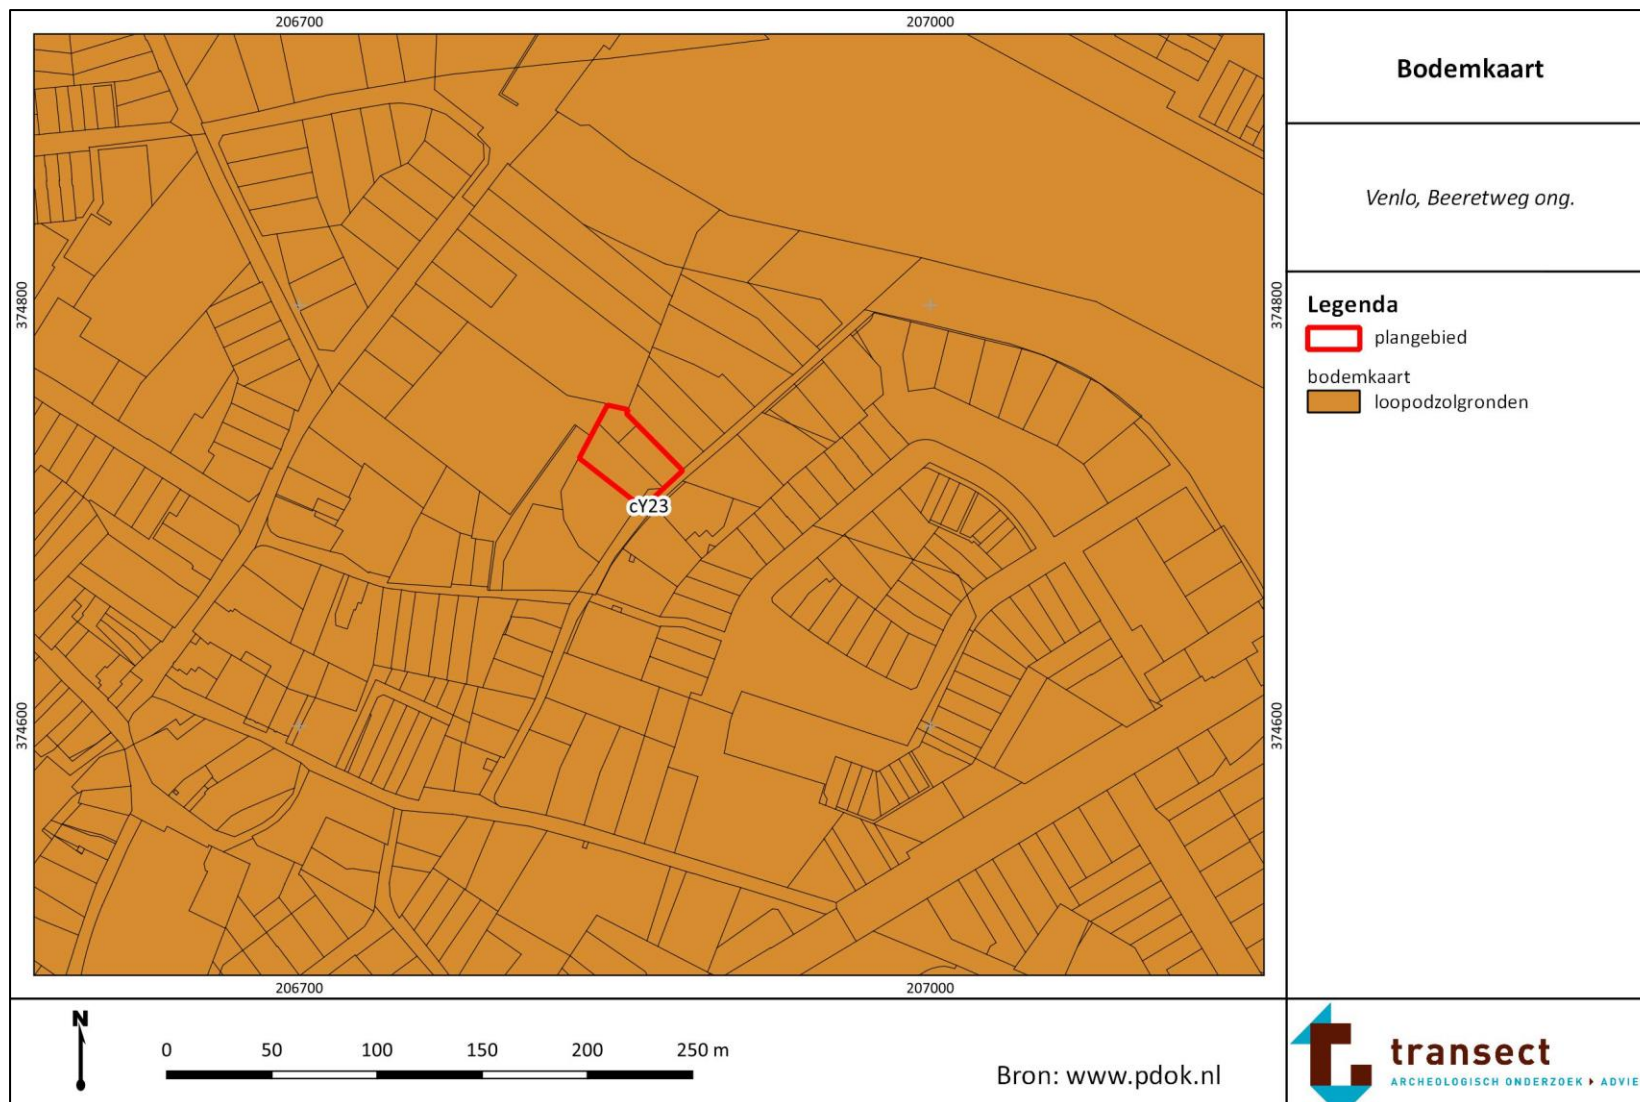 206700
207000
374800
374800
cY23
374600
374600
206700
207000
Bodemkaart
Venlo, Beeretweg ong.
Legenda
plangebied
bodemkaart
loopodzolgronden
N
0 50 100 150 200 250 m
Bron: www.pdok.nl
transect
ARCHEOLOGISCH ONDERZOEK ADVIE